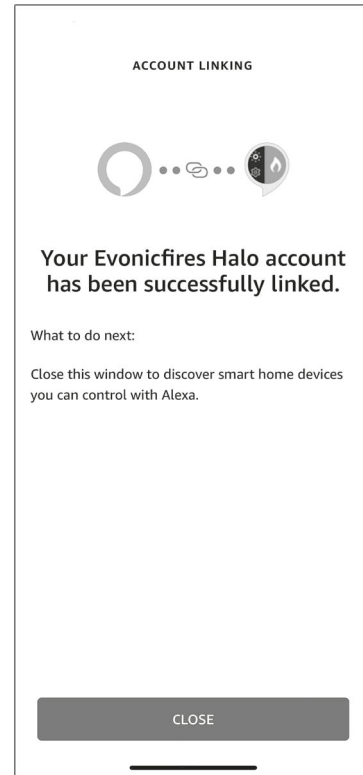 ACCOUNT LINKING
Your Evonicfires Halo account
has been successfully linked.
What to do next:
Close this window to discover smart home devices
you can control with Alexa.
CLOSE